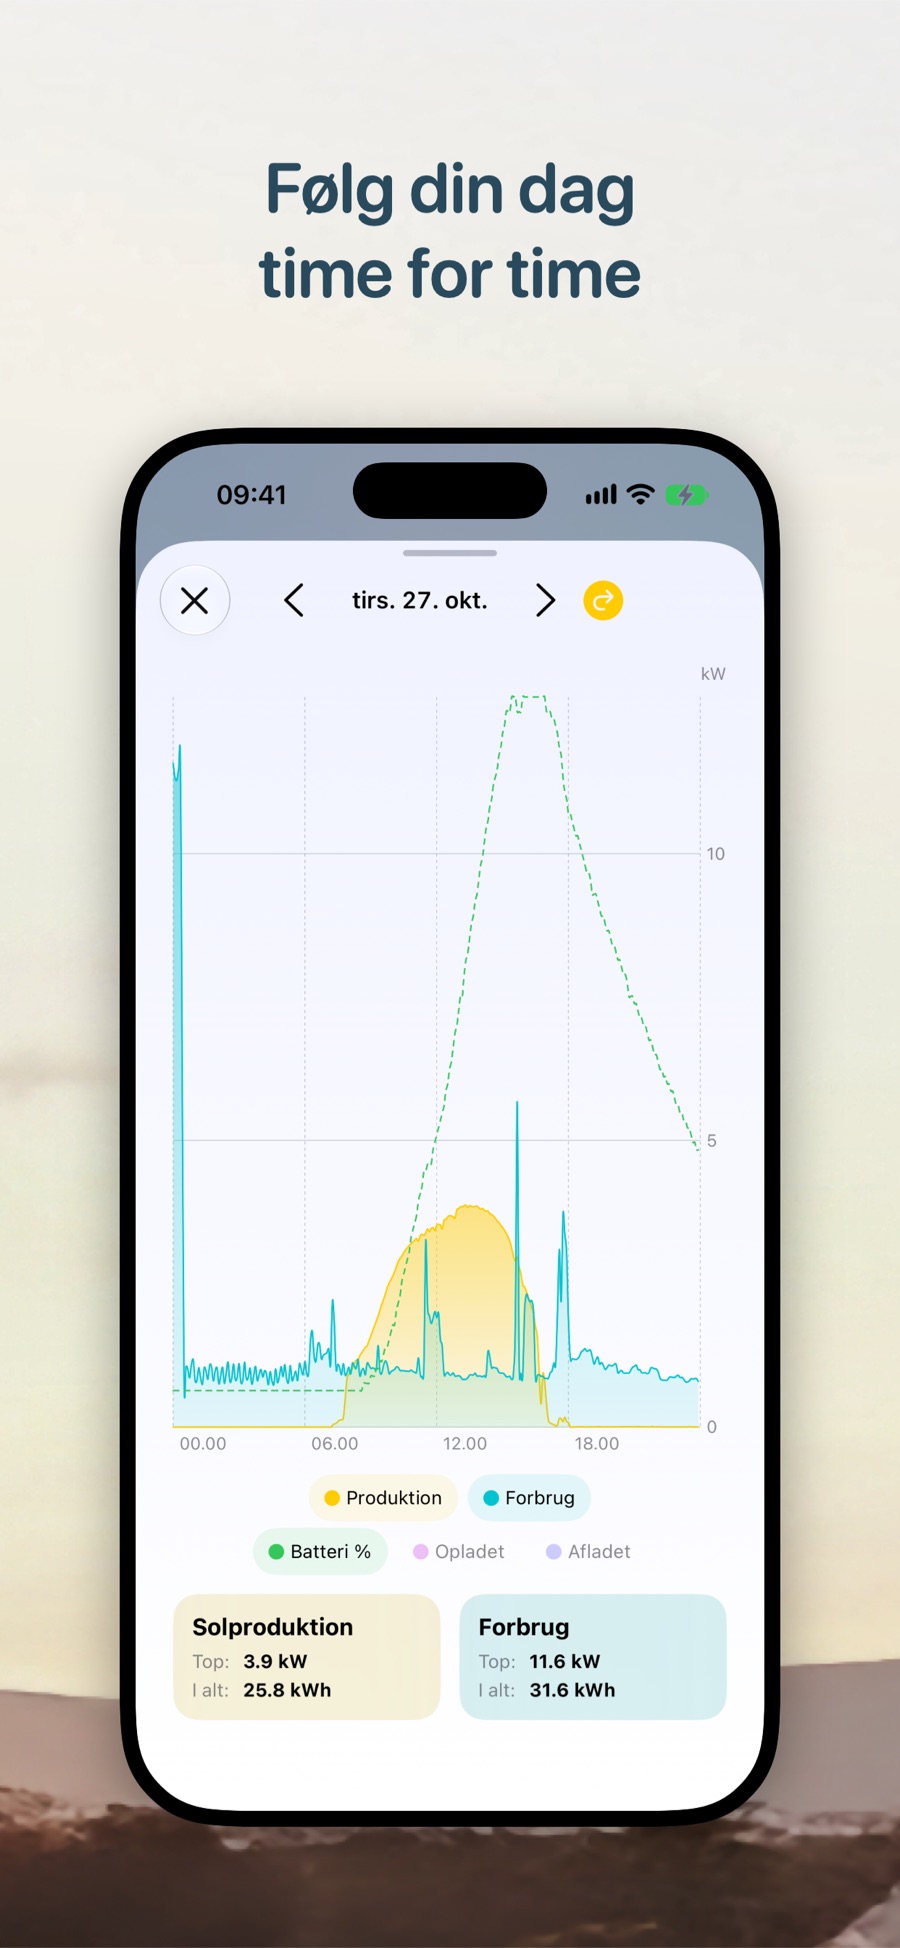 Følg din dag
time for time
09:41
tirs. 27. okt.
kW
10
5
0
00.00 06.00 12.00 18.00
Produktion Forbrug
Batteri % Opladet Afladet
Solproduktion
Top: 3.9 kW
I alt: 25.8 kWh
Forbrug
Top: 11.6 kW
I alt: 31.6 kWh